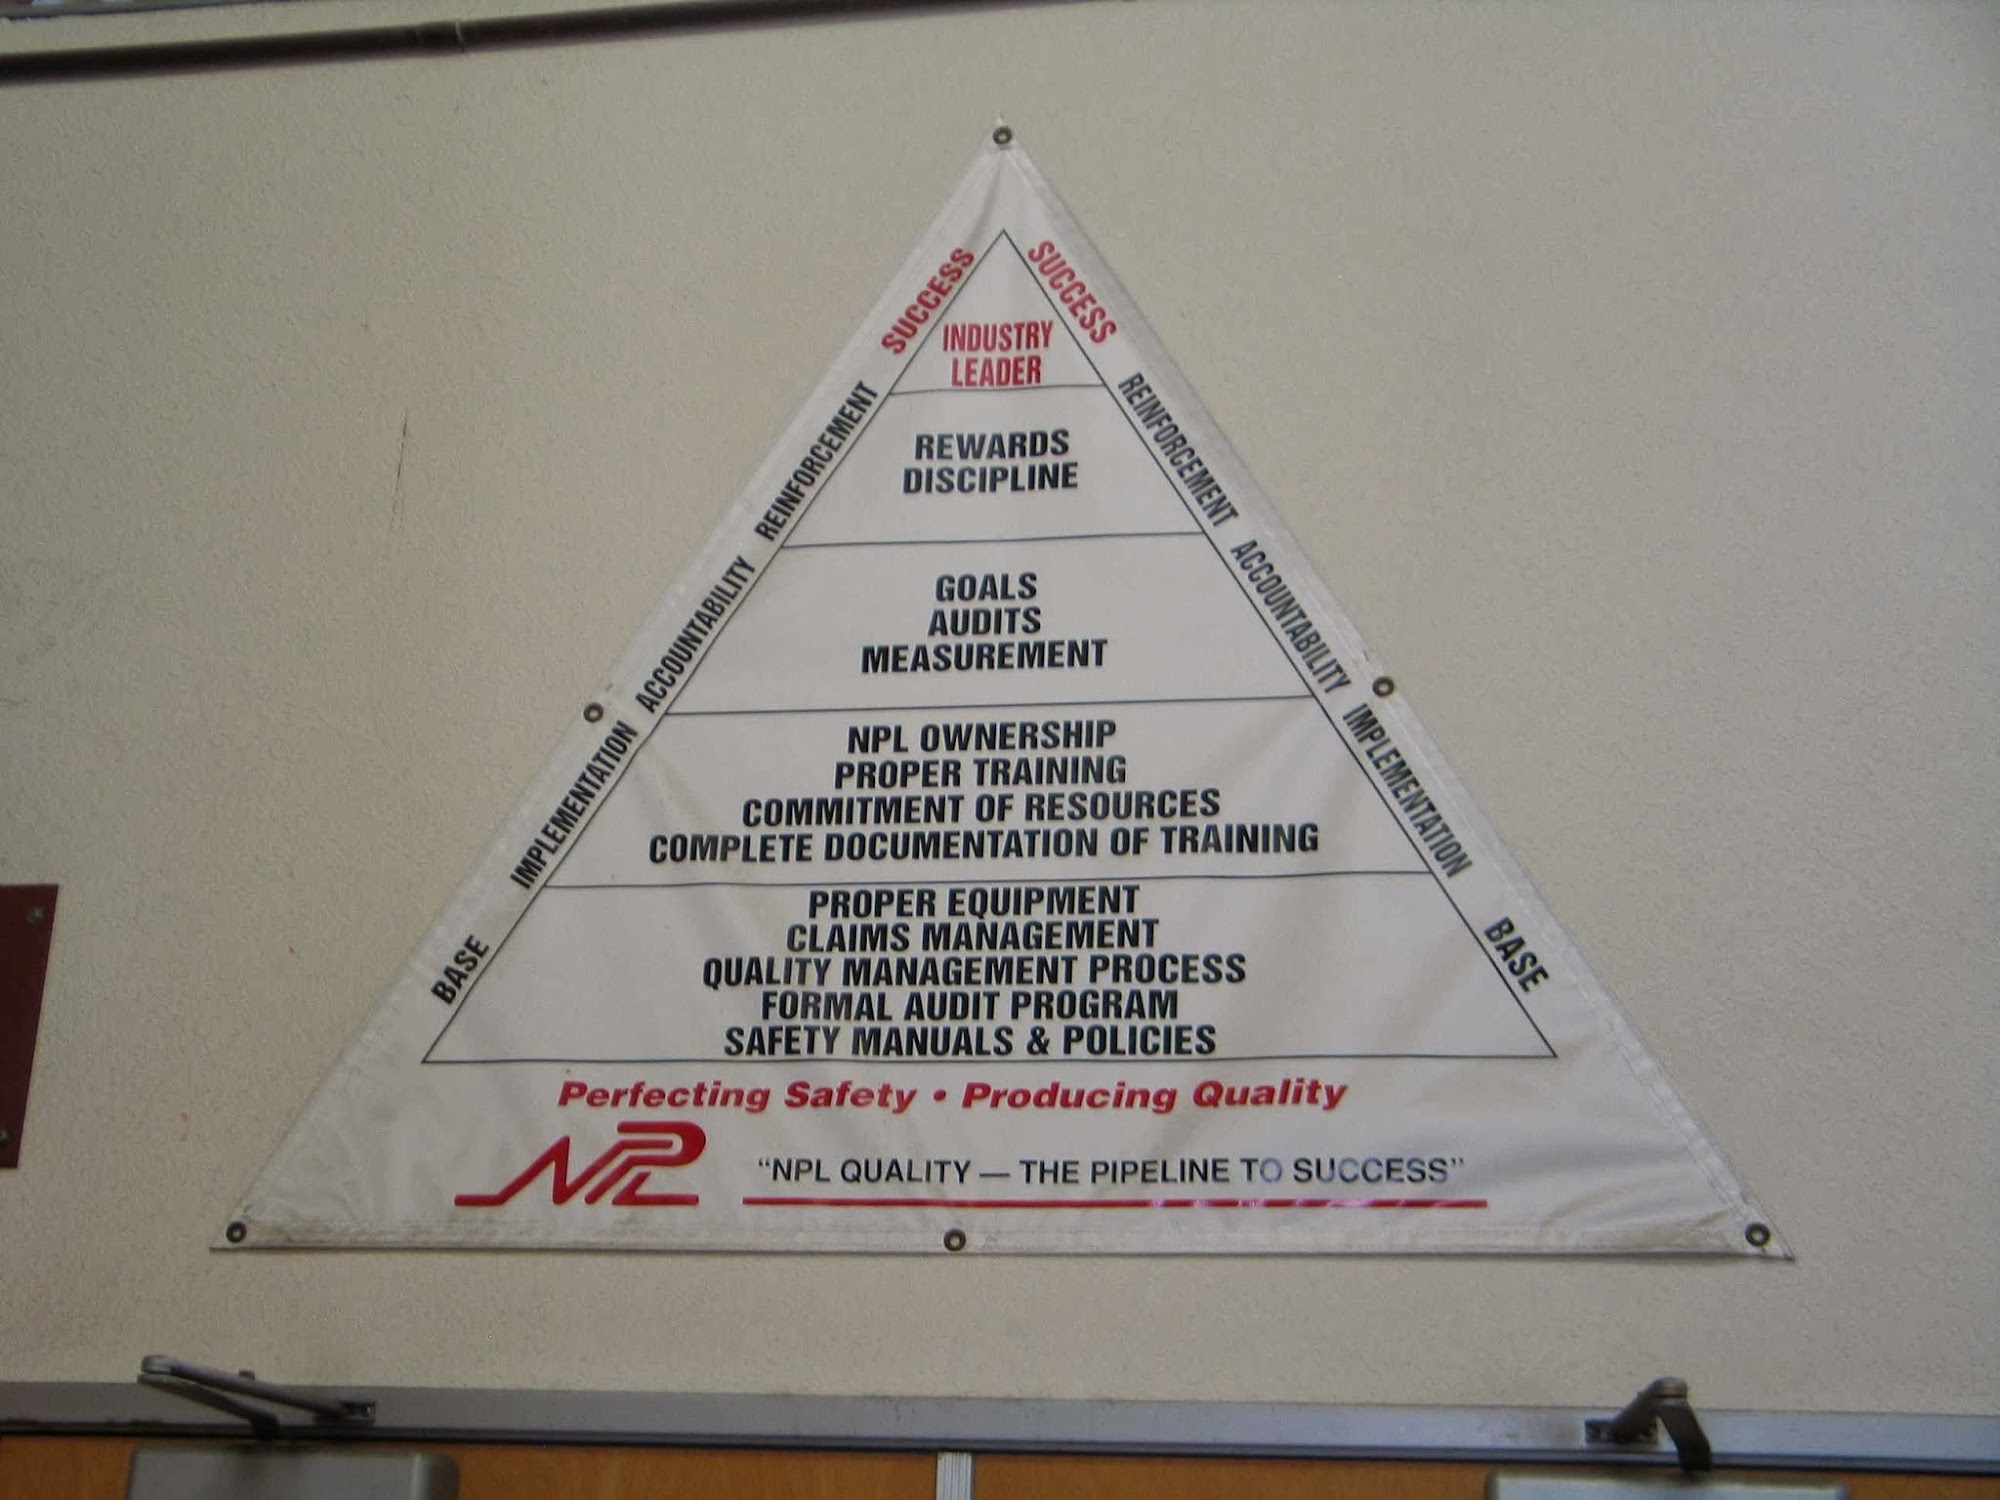 SUCCESS SUCCESS
INDUSTRY
LEADER
REINFORCEMENT REINFORCEMENT
REWARDS
DISCIPLINE
ACCOUNTABILITY ACCOUNTABILITY
GOALS
AUDITS
MEASUREMENT
IMPLEMENTATION IMPLEMENTATION
NPL OWNERSHIP
PROPER TRAINING
COMMITMENT OF RESOURCES
COMPLETE DOCUMENTATION OF TRAINING
BASE BASE
PROPER EQUIPMENT
CLAIMS MANAGEMENT
QUALITY MANAGEMENT PROCESS
FORMAL AUDIT PROGRAM
SAFETY MANUALS & POLICIES
Perfecting Safety • Producing Quality
NPL
“NPL QUALITY — THE PIPELINE TO SUCCESS”